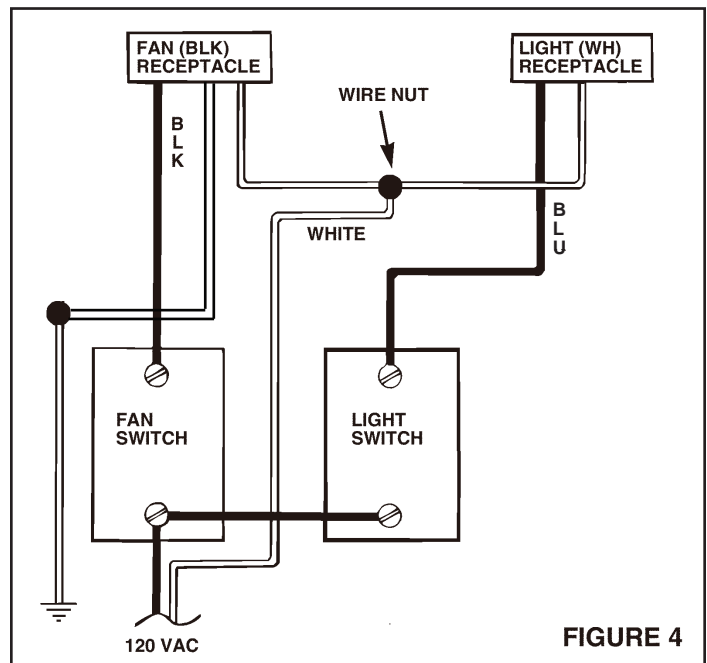 FAN (BLK)
RECEPTACLE
LIGHT (WH)
RECEPTACLE
WIRE NUT
B
L
K
WHITE
B
L
U
FAN
SWITCH
LIGHT
SWITCH
120 VAC
FIGURE 4